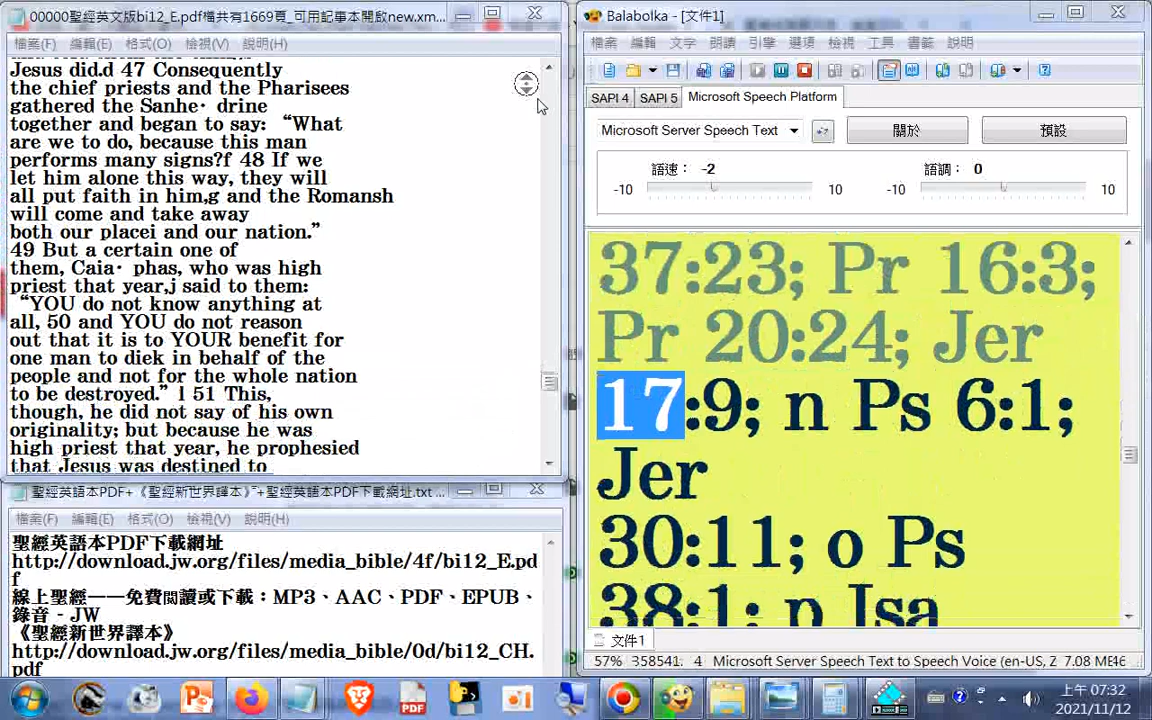 00000聖經英文版bi12_E.pdf檔共有1669頁_可用記事本開啟new.xm...
檔案(F) 編輯(E) 格式(O) 檢視(V) 說明(H)
Jesus did.d 47 Consequently
the chief priests and the Pharisees
gathered the Sanhe· drine
together and began to say: “What
are we to do, because this man
performs many signs?f 48 If we
let him alone this way, they will
all put faith in him,g and the Romansh
will come and take away
both our placei and our nation.”
49 But a certain one of
them, Caia· phas, who was high
priest that year,j said to them:
“YOU do not know anything at
all, 50 and YOU do not reason
out that it is to YOUR benefit for
one man to diek in behalf of the
people and not for the whole nation
to be destroyed.” l 51 This,
though, he did not say of his own
originality; but because he was
high priest that year, he prophesied
that Jesus was destined to
聖經英語本PDF+《聖經新世界譯本》"+聖經英語本PDF下載網址.txt ...
檔案(F) 編輯(E) 格式(O) 檢視(V) 說明(H)
聖經英語本PDF下載網址
http://download.jw.org/files/media_bible/4f/bi12_E.pd
f
線上聖經——免費閱讀或下載：MP3、AAC、PDF、EPUB、
錄音 - JW
《聖經新世界譯本》
http://download.jw.org/files/media_bible/0d/bi12_CH.
pdf
Balabolka - [文件1]
檔案 編輯 文字 朗讀 引擎 選項 檢視 工具 書籤 說明
SAPI 4 SAPI 5 Microsoft Speech Platform
Microsoft Server Speech Text 關於 預設
語速： -2 語調： 0
-10 10 -10 10
37:23; Pr 16:3;
Pr 20:24; Jer
17:9; n Ps 6:1;
Jer
30:11; o Ps
38:1; p Isa
文件1
57% 358541. 4 Microsoft Server Speech Text to Speech Voice (en-US, Z 7.08 ME46
上午 07:32
2021/11/12